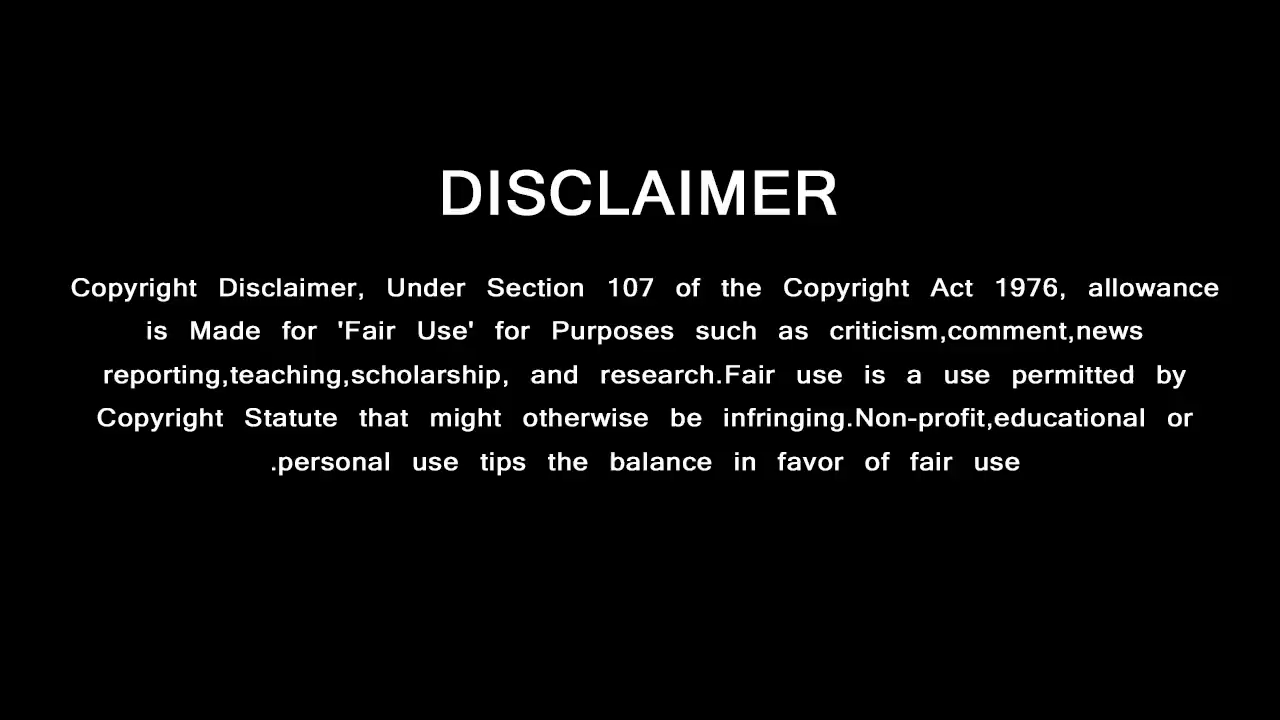 DISCLAIMER
Copyright Disclaimer, Under Section 107 of the Copyright Act 1976, allowance
is Made for 'Fair Use' for Purposes such as criticism,comment,news
reporting,teaching,scholarship, and research.Fair use is a use permitted by
Copyright Statute that might otherwise be infringing.Non-profit,educational or
.personal use tips the balance in favor of fair use